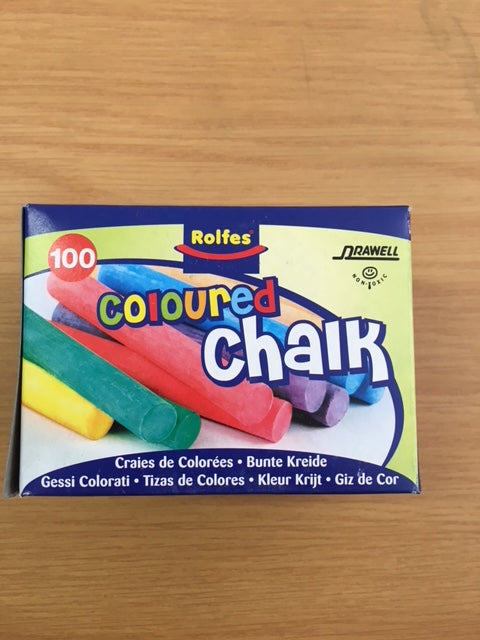 Rolfes
100
DRAWELL
NON-TOXIC
coloured
chalk
Craies de Colorées • Bunte Kreide
Gessi Colorati • Tizas de Colores • Kleur Krijt • Giz de Cor